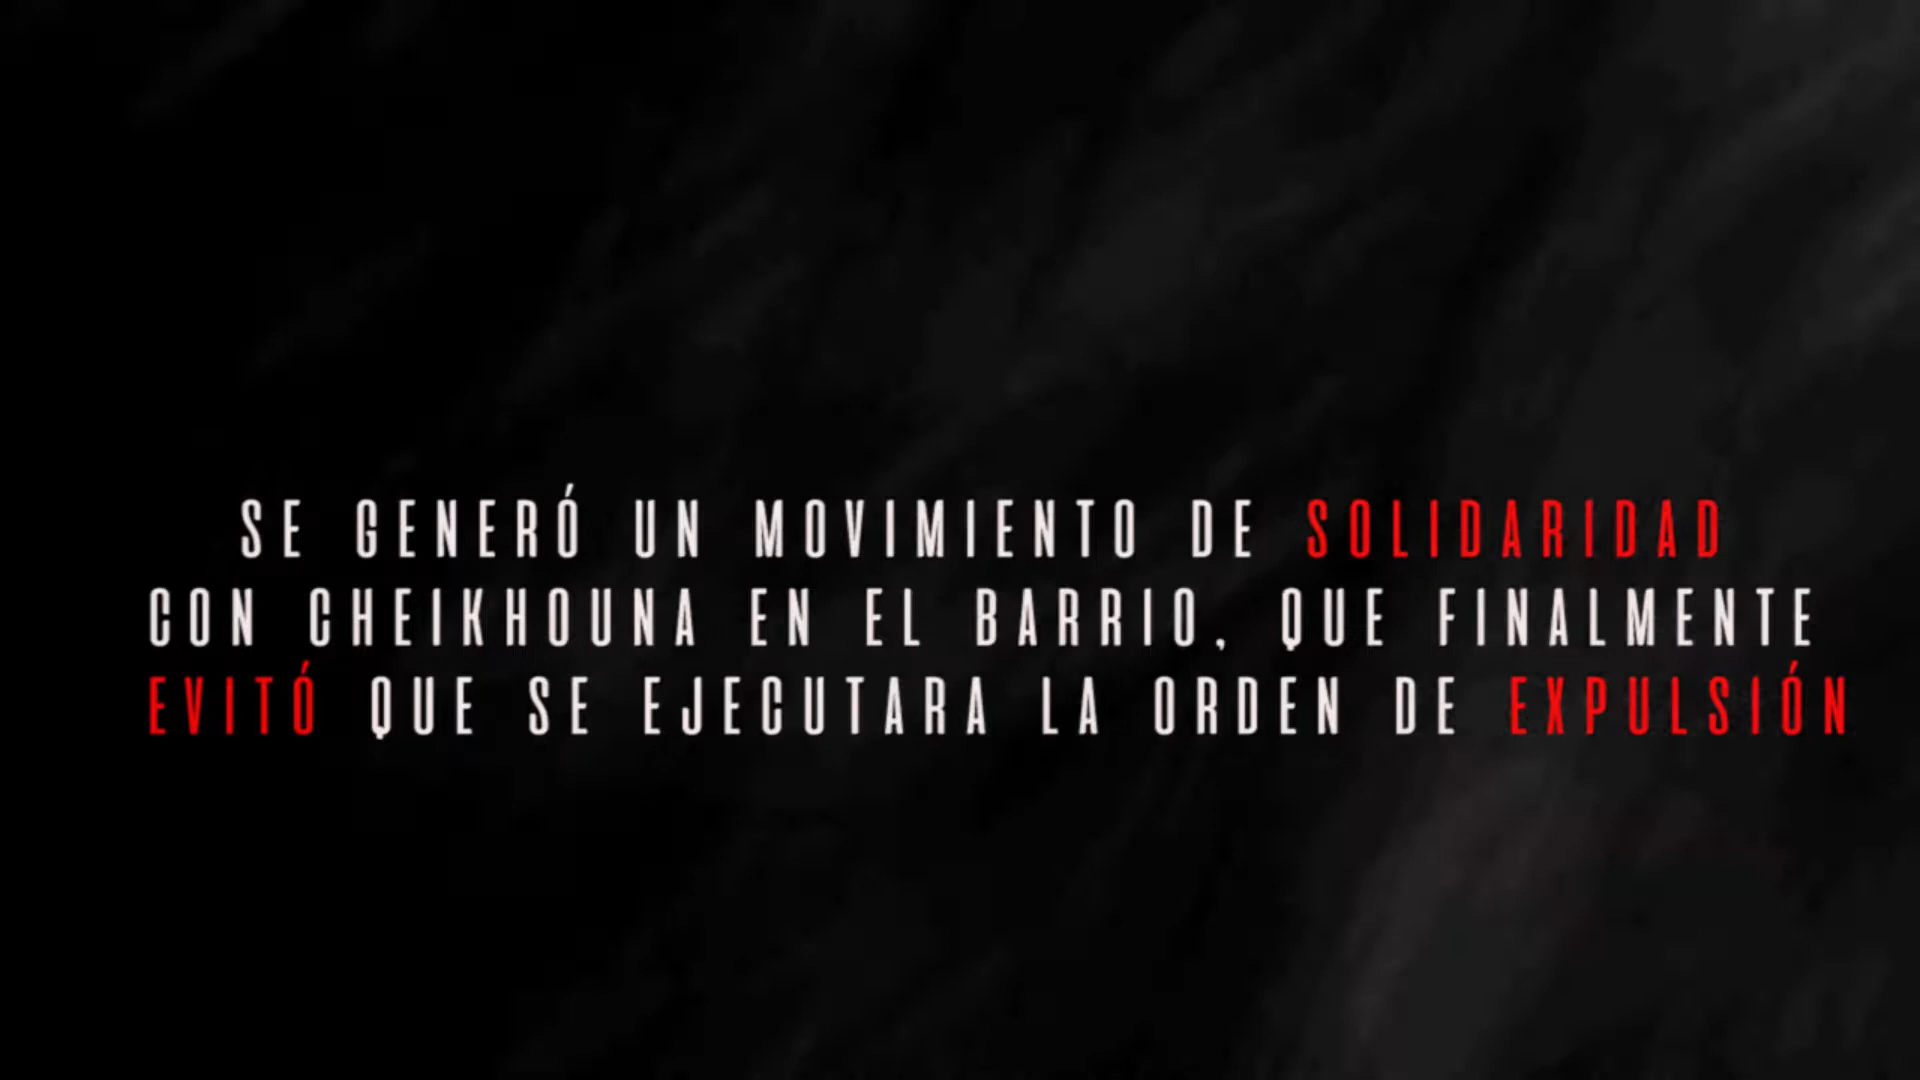 SE GENERÓ UN MOVIMIENTO DE SOLIDARIDAD
CON CHEIKHOUNA EN EL BARRIO, QUE FINALMENTE
EVITÓ QUE SE EJECUTARA LA ORDEN DE EXPULSIÓN